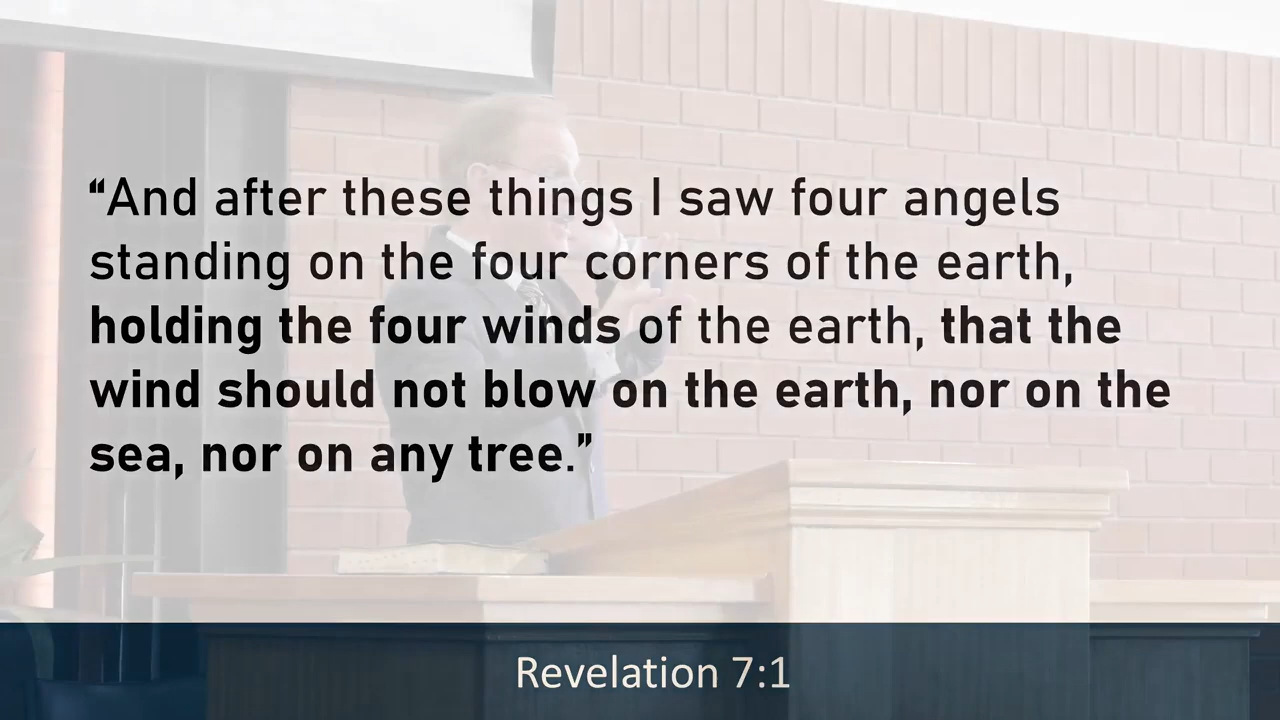 “And after these things I saw four angels
standing on the four corners of the earth,
holding the four winds of the earth, that the
wind should not blow on the earth, nor on the
sea, nor on any tree.”
Revelation 7:1